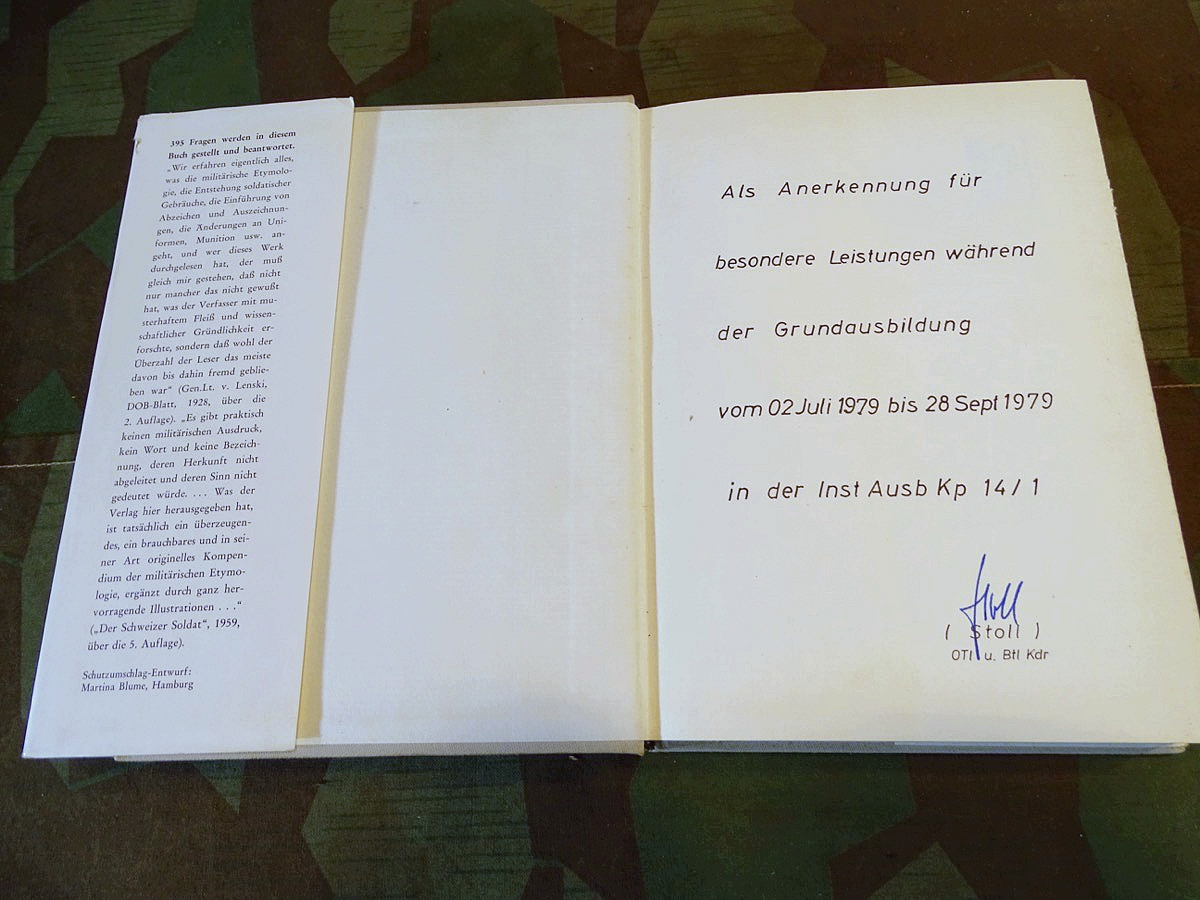 395 Fragen werden in diesem
Buch gestellt und beantwortet.
„Wir erfahren eigentlich alles,
was die militärische Etymolo-
gie, die Entstehung soldatischer
Gebräuche, die Einführung von
Abzeichen und Auszeichnun-
gen, die Änderungen an Uni-
formen, Munition usw. an-
geht, und wer dieses Werk
durchgelesen hat, der muß
gleich mir gestehen, daß nicht
nur mancher das nicht gewußt
hat, was der Verfasser mit mu-
sterhaftem Fleiß und wissen-
schaftlicher Gründlichkeit er-
forschte, sondern daß wohl der
Überzahl der Leser das meiste
davon bis dahin fremd geblie-
ben war“ (Gen.Lt. v. Lenski,
DOB-Blatt, 1928, über die
2. Auflage). „Es gibt praktisch
keinen militärischen Ausdruck,
kein Wort und keine Bezeich-
nung, deren Herkunft nicht
abgeleitet und deren Sinn nicht
gedeutet würde. ... Was der
Verlag hier herausgegeben hat,
ist tatsächlich ein überzeugen-
des, ein brauchbares und in sei-
ner Art originelles Kompen-
dium der militärischen Etymo-
logie, ergänzt durch ganz her-
vorragende Illustrationen ...“
(„Der Schweizer Soldat“, 1959,
über die 5. Auflage).
Schutzumschlag-Entwurf:
Martina Blume, Hamburg
Als Anerkennung für
besondere Leistungen während
der Grundausbildung
vom 02 Juli 1979 bis 28 Sept 1979
in der Inst Ausb Kp 14/1
Stoll
( Stoll )
OTL u. Btl Kdr